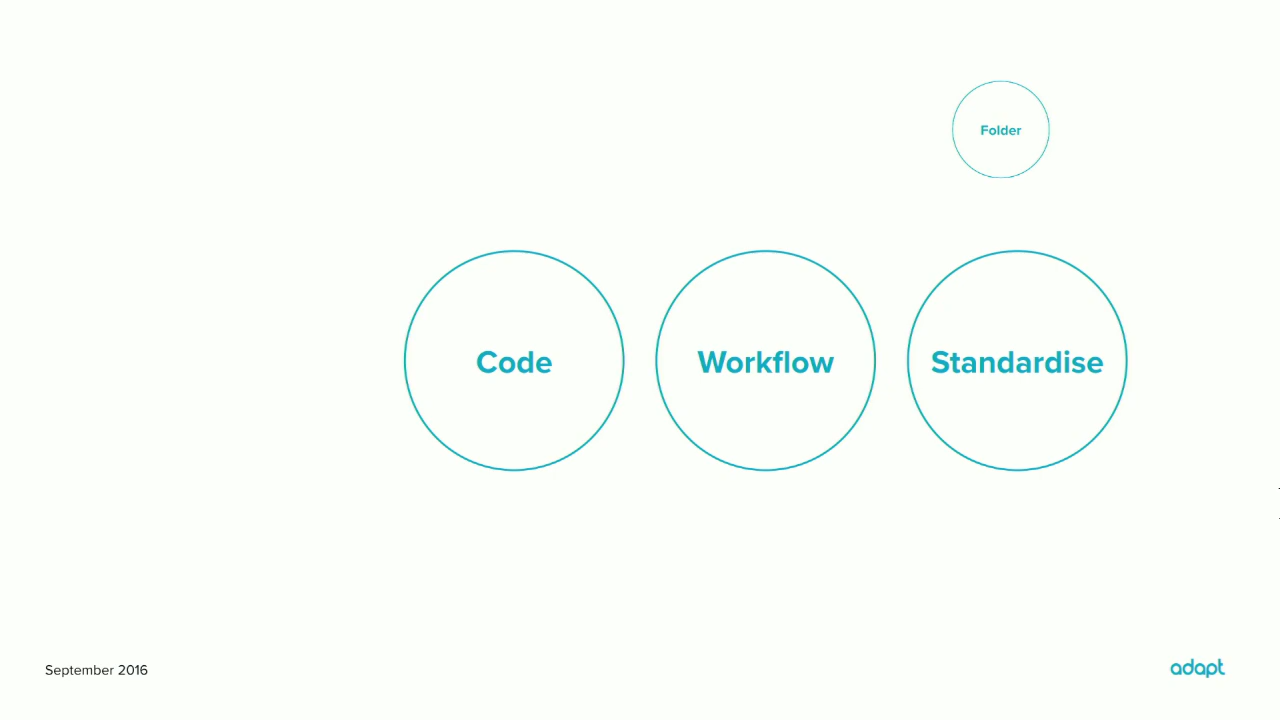 Folder
Code
Workflow
Standardise
September 2016
adapt